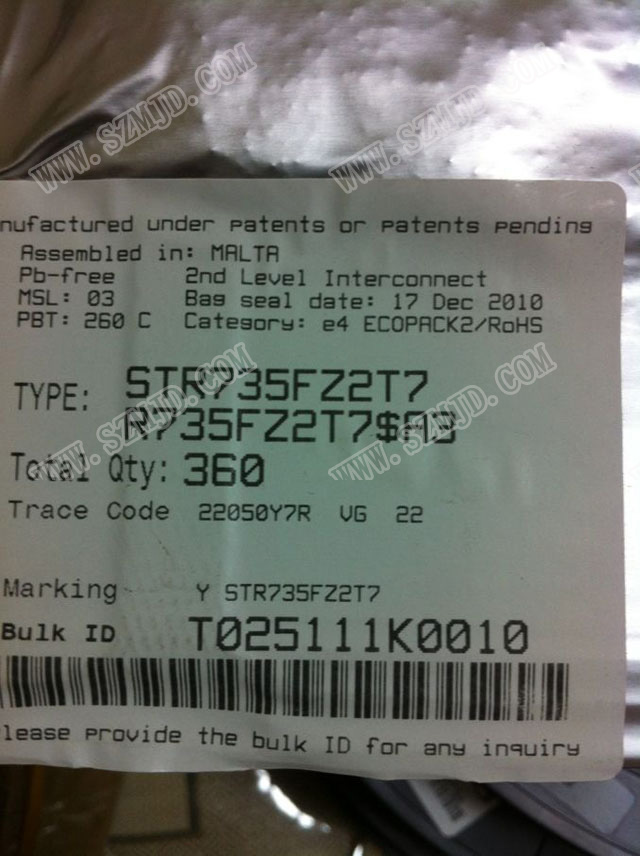 WWW.SZMJD.COM
WWW.SZMJD.COM
nufactured under patents or patents pending
Assembled in: MALTA
Pb-free 2nd Level Interconnect
MSL: 03 Bag seal date: 17 Dec 2010
PBT: 260 C Category: e4 ECOPACK2/RoHS
TYPE: STR735FZ2T7
R735FZ2T7$AB
WWW.SZMJD.COM
WWW.SZMJD.COM
Total Qty: 360
Trace Code 22050Y7R VG 22
Marking Y STR735FZ2T7
Bulk ID T025111K0010
lease provide the bulk ID for any inquiry